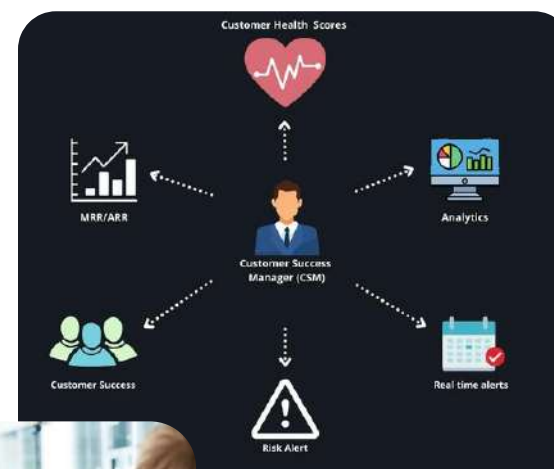 Customer Health Scores
MRR/ARR
Analytics
Customer Success
Manager (CSM)
Customer Success
Real time alerts
Risk Alert